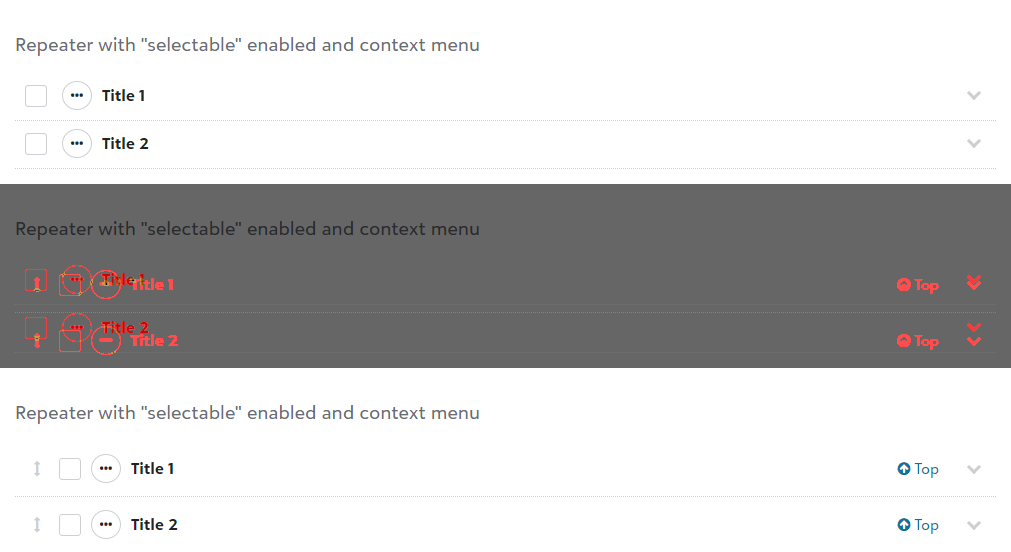 Repeater with "selectable" enabled and context menu
Title 1
Title 2
Repeater with "selectable" enabled and context menu
Title 1
Title 1 Top
Title 2
Title 2 Top
Repeater with "selectable" enabled and context menu
Title 1 Top
Title 2 Top